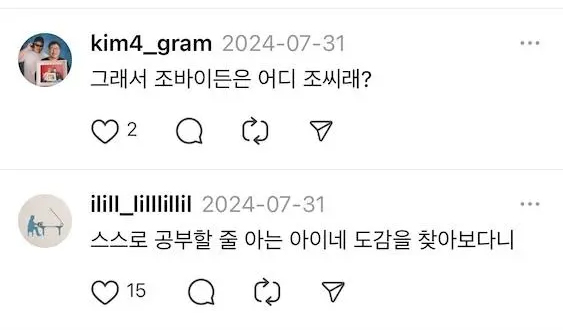 kim4_gram 2024-07-31
그래서 조바이든은 어디 조씨래?
2
ilill_lilllillil 2024-07-31
스스로 공부할 줄 아는 아이네 도감을 찾아보다니
15